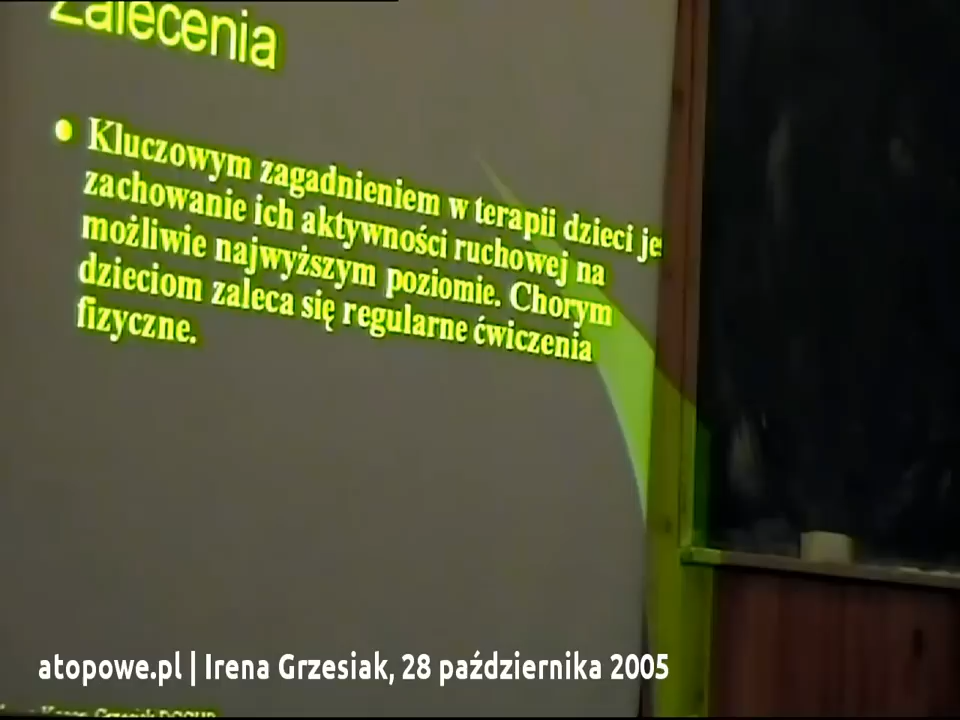 Zalecenia
• Kluczowym zagadnieniem w terapii dzieci je
zachowanie ich aktywności ruchowej na
możliwie najwyższym poziomie. Chorym
dzieciom zaleca się regularne ćwiczenia
fizyczne.
atopowe.pl | Irena Grzesiak, 28 października 2005